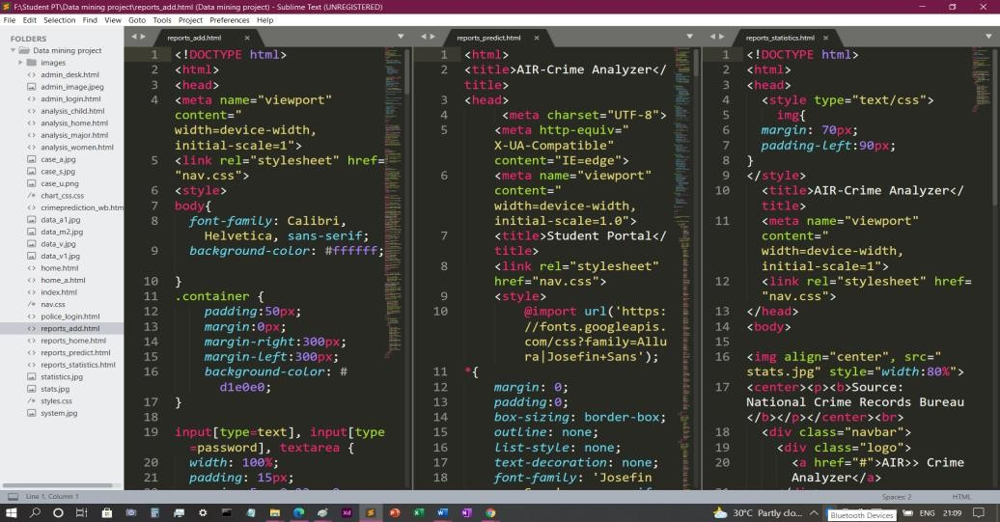 F:\Student PT\Data mining project\reports_add.html (Data mining project) - Sublime Text (UNREGISTERED)
File Edit Selection Find View Goto Tools Project Preferences Help
FOLDERS
Data mining project
images
admin_desk.html
admin_image.jpeg
admin_login.html
analysis_child.html
analysis_home.html
analysis_major.html
analysis_women.html
case_a.jpg
case_s.jpg
case_u.png
chart_css.css
crimeprediction_wb.htm
data_a1.jpg
data_m2.jpg
data_v.jpg
data_v1.jpg
home.html
home_a.html
index.html
nav.css
police_login.html
reports_add.html
reports_home.html
reports_predict.html
reports_statistics.html
statistics.jpg
stats.jpg
styles.css
system.jpg
reports_add.html
1 <!DOCTYPE html>
2 <html>
3 <head>
4 <meta name="viewport"
content="
width=device-width,
initial-scale=1">
5 <link rel="stylesheet" href=
"nav.css">
6 <style>
7 body{
8 font-family: Calibri,
Helvetica, sans-serif;
9 background-color: #ffffff;
10 }
11 .container {
12 padding:50px;
13 margin:0px;
14 margin-right:300px;
15 margin-left:300px;
16 background-color: #
d1e0e0;
17 }
18
19 input[type=text], input[type
=password], textarea {
20 width: 100%;
21 padding: 15px;
reports_predict.html
1 <html>
2 <title>AIR-Crime Analyzer</
title>
3 <head>
4 <meta charset="UTF-8">
5 <meta http-equiv="
X-UA-Compatible"
content="IE=edge">
6 <meta name="viewport"
content="
width=device-width,
initial-scale=1.0">
7 <title>Student Portal</
title>
8 <link rel="stylesheet"
href="nav.css">
9 <style>
10 @import url('https:
//fonts.googleapis.
com/css?family=Allu
ra|Josefin+Sans');
11 *{
12 margin: 0;
13 padding:0;
14 box-sizing: border-box;
15 outline: none;
16 list-style: none;
17 text-decoration: none;
18 font-family: 'Josefin
reports_statistics.html
1 <!DOCTYPE html>
2 <html>
3 <head>
4 <style type="text/css">
5 img{
6 margin: 70px;
7 padding-left:90px;
8 }
9 </style>
10 <title>AIR-Crime Analyzer</
title>
11 <meta name="viewport"
content="
width=device-width,
initial-scale=1">
12 <link rel="stylesheet" href=
"nav.css">
13 </head>
14 <body>
15
16 <img align="center", src="
stats.jpg" style="width:80%">
17 <center><p><b>Source:
National Crime Records Bureau
</b></p></center><br>
18 <div class="navbar">
19 <div class="logo">
20 <a href="#">AIR>> Crime
Analyzer</a>
Line 1, Column 1
Spaces: 2
HTML
30°C Partly clo...
Bluetooth Devices
ENG
21:09